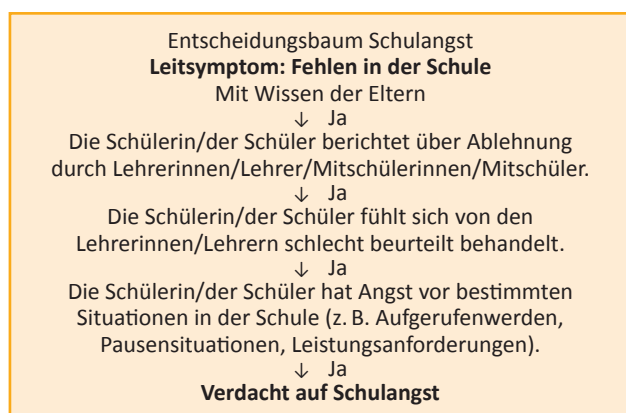 Entscheidungsbaum Schulangst
Leitsymptom: Fehlen in der Schule
Mit Wissen der Eltern
↓ Ja
Die Schülerin/der Schüler berichtet über Ablehnung
durch Lehrerinnen/Lehrer/Mitschülerinnen/Mitschüler.
↓ Ja
Die Schülerin/der Schüler fühlt sich von den
Lehrerinnen/Lehrern schlecht beurteilt behandelt.
↓ Ja
Die Schülerin/der Schüler hat Angst vor bestimmten
Situationen in der Schule (z. B. Aufgerufenwerden,
Pausensituationen, Leistungsanforderungen).
↓ Ja
Verdacht auf Schulangst